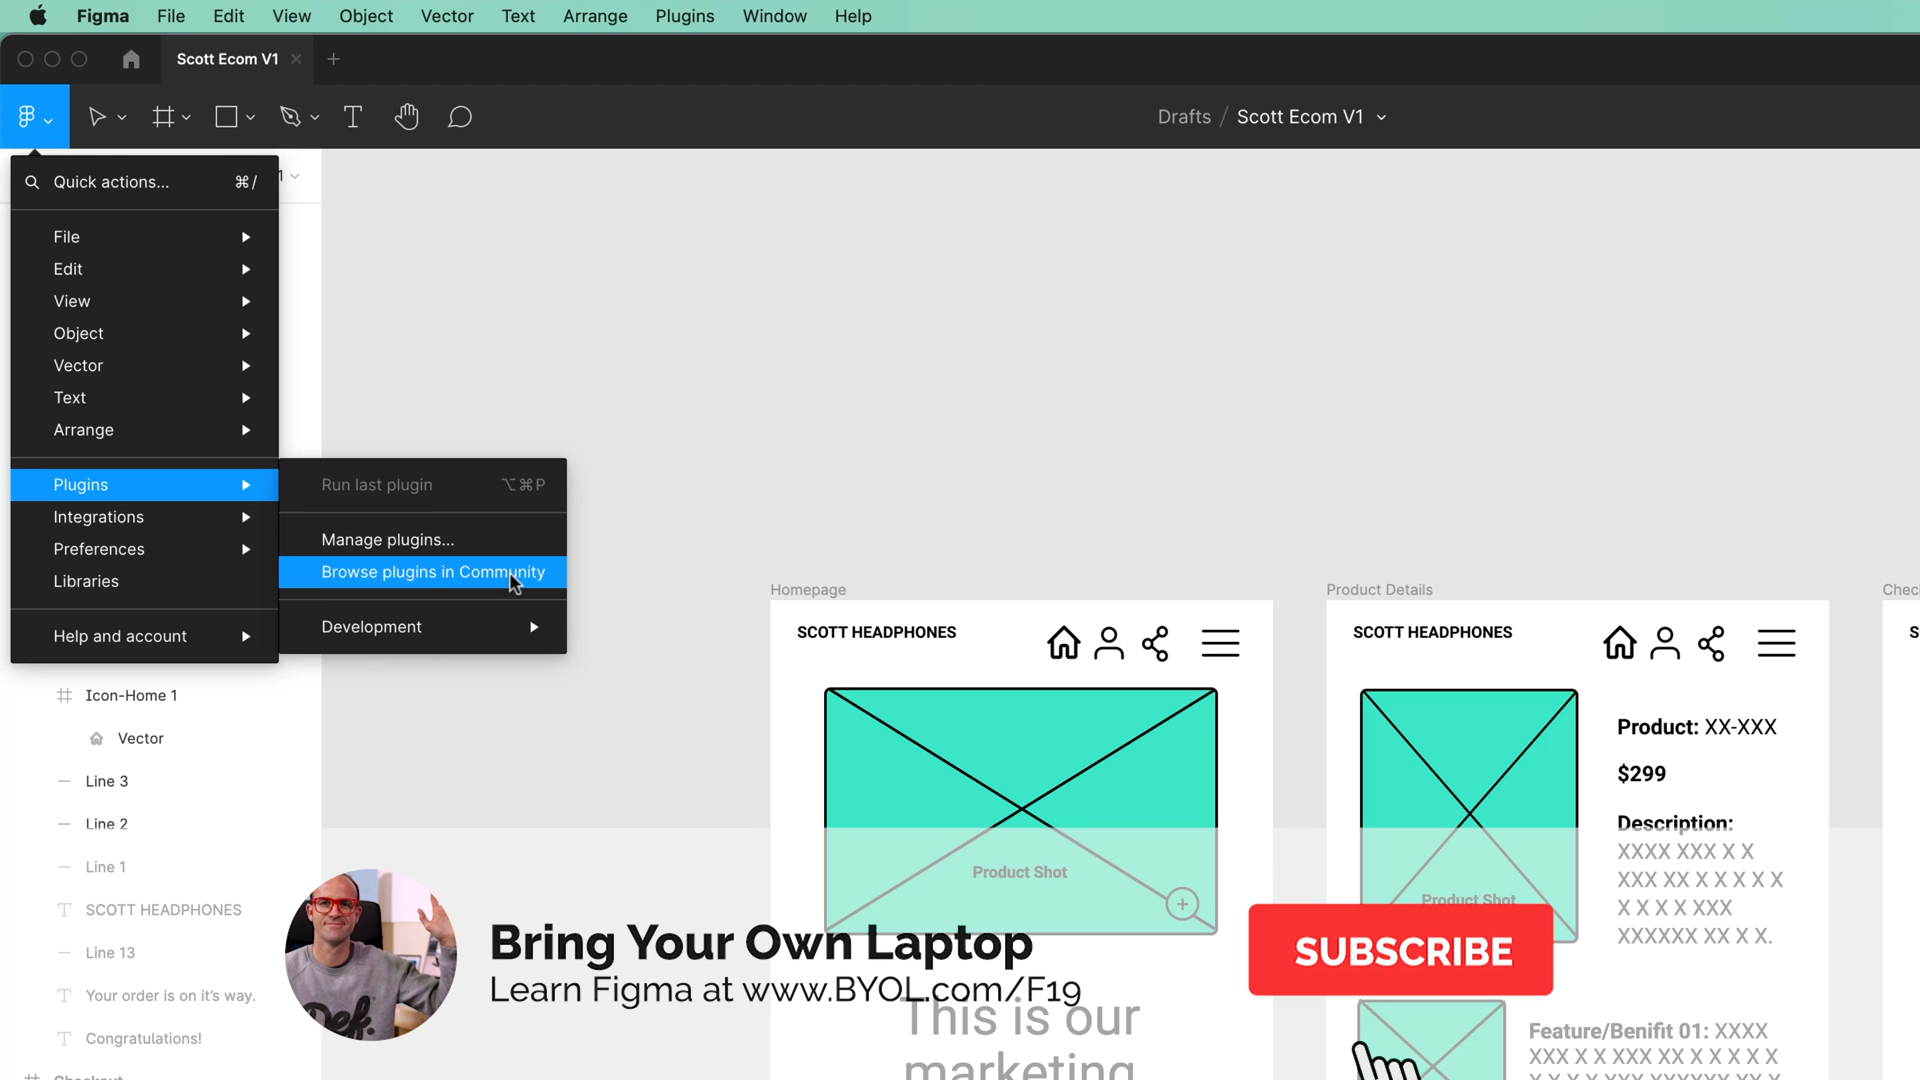 Figma File Edit View Object Vector Text Arrange Plugins Window Help
Scott Ecom V1
Drafts / Scott Ecom V1
Quick actions... ⌘/
File
Edit
View
Object
Vector
Text
Arrange
Plugins
Integrations
Preferences
Libraries
Help and account
Run last plugin ⌥⌘P
Manage plugins...
Browse plugins in Community
Development
Icon-Home 1
Vector
Line 3
Line 2
Line 1
SCOTT HEADPHONES
Line 13
Your order is on it's way.
Congratulations!
Checkout
Homepage
SCOTT HEADPHONES
Product Shot
This is our
marketing
Product Details
SCOTT HEADPHONES
Product: XX-XXX
$299
Description:
XXXX XXX X X
XXX XX X X X X X
X X X X XXX
XXXXXX XX X X.
Product Shot
Feature/Benifit 01: XXXX
XXX X X XXX XX X X X X X
Bring Your Own Laptop
Learn Figma at www.BYOL.com/F19
SUBSCRIBE
Def.